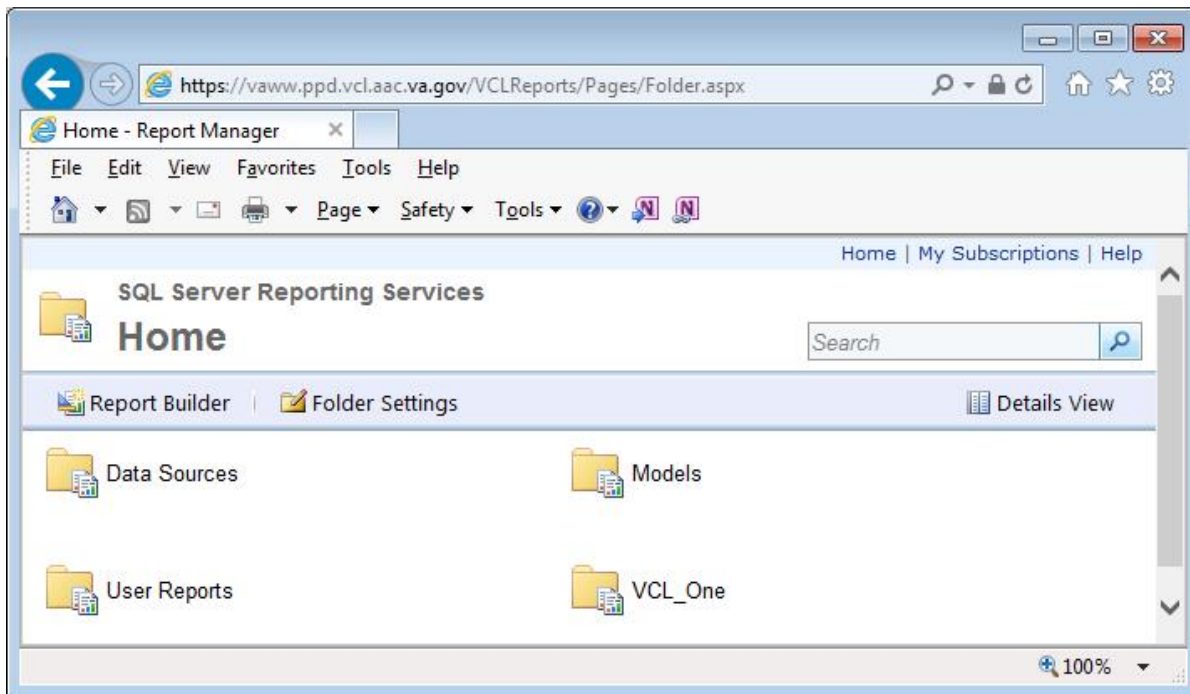 https://vaww.ppd.vcl.aac.va.gov/VCLReports/Pages/Folder.aspx
Home - Report Manager
File Edit View Favorites Tools Help
Page Safety Tools
Home | My Subscriptions | Help
SQL Server Reporting Services
Home
Search
Report Builder | Folder Settings Details View
Data Sources Models
User Reports VCL_One
100%